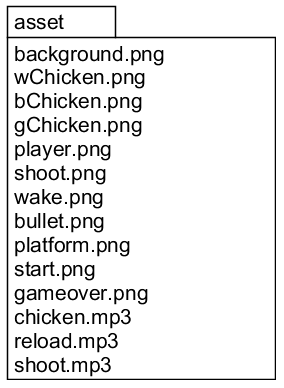 asset
background.png
wChicken.png
bChicken.png
gChicken.png
player.png
shoot.png
wake.png
bullet.png
platform.png
start.png
gameover.png
chicken.mp3
reload.mp3
shoot.mp3